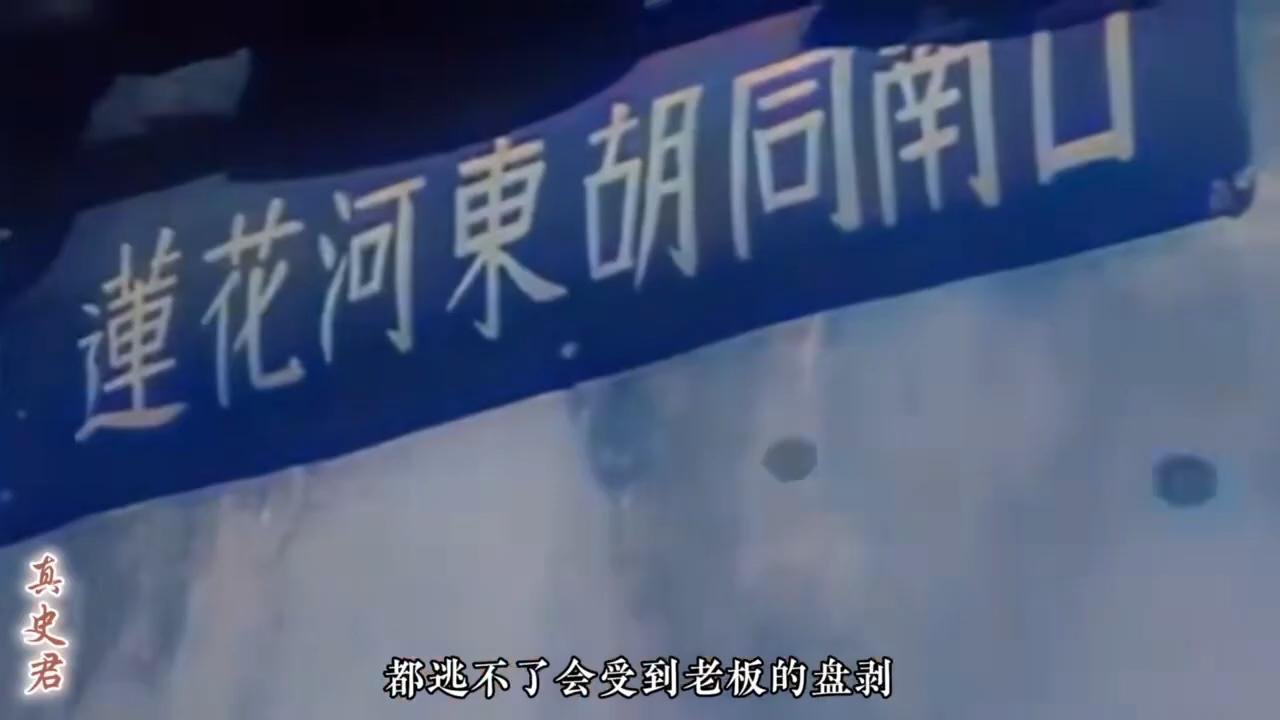 蓮花河東胡同南口
真史君
都逃不了会受到老板的盘剥